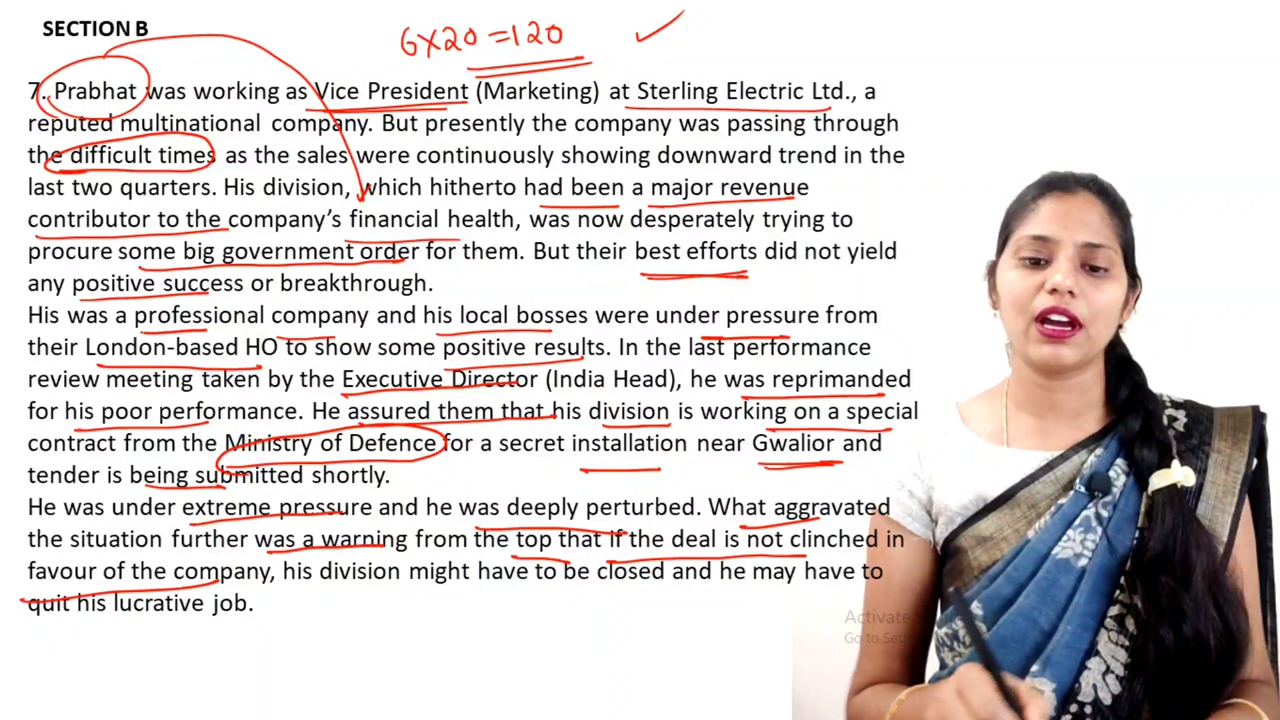 SECTION B
6X20 =120
7. Prabhat was working as Vice President (Marketing) at Sterling Electric Ltd., a
reputed multinational company. But presently the company was passing through
the difficult times as the sales were continuously showing downward trend in the
last two quarters. His division, which hitherto had been a major revenue
contributor to the company’s financial health, was now desperately trying to
procure some big government order for them. But their best efforts did not yield
any positive success or breakthrough.
His was a professional company and his local bosses were under pressure from
their London-based HO to show some positive results. In the last performance
review meeting taken by the Executive Director (India Head), he was reprimanded
for his poor performance. He assured them that his division is working on a special
contract from the Ministry of Defence for a secret installation near Gwalior and
tender is being submitted shortly.
He was under extreme pressure and he was deeply perturbed. What aggravated
the situation further was a warning from the top that if the deal is not clinched in
favour of the company, his division might have to be closed and he may have to
quit his lucrative job.
Activate
Go to Se